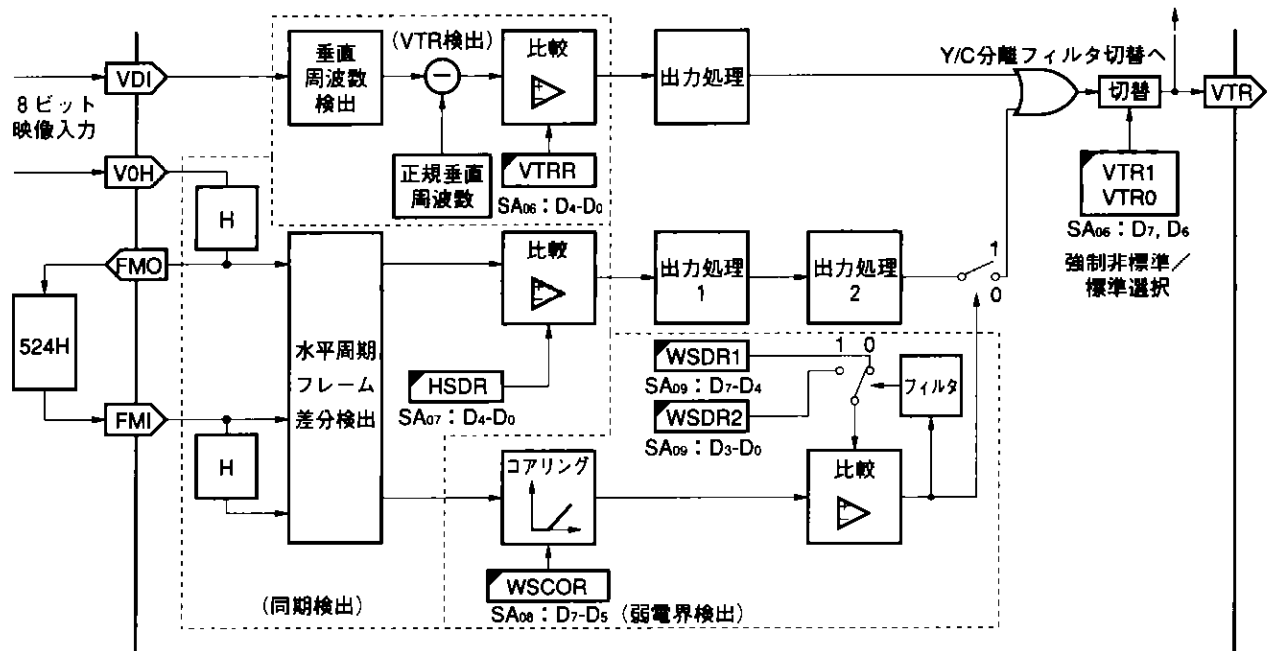 VDI
8ビット
映像入力
V0H
H
FMO
524H
FMI
H
垂直
周波数
検出
(VTR検出)
−
正規垂直
周波数
比較
+
−
VTRR
SA06：D4-D0
出力処理
Y/C分離フィルタ切替へ
切替
VTR
VTR1
VTR0
SA06：D7, D6
強制非標準／
標準選択
水平周期
フレーム
差分検出
比較
+
−
HSDR
SA07：D4-D0
出力処理
1
出力処理
2
1
0
WSDR1
SA09：D7-D4
WSDR2
SA09：D3-D0
1
0
フィルタ
コアリング
比較
+
−
WSCOR
SA08：D7-D5
(弱電界検出)
(同期検出)